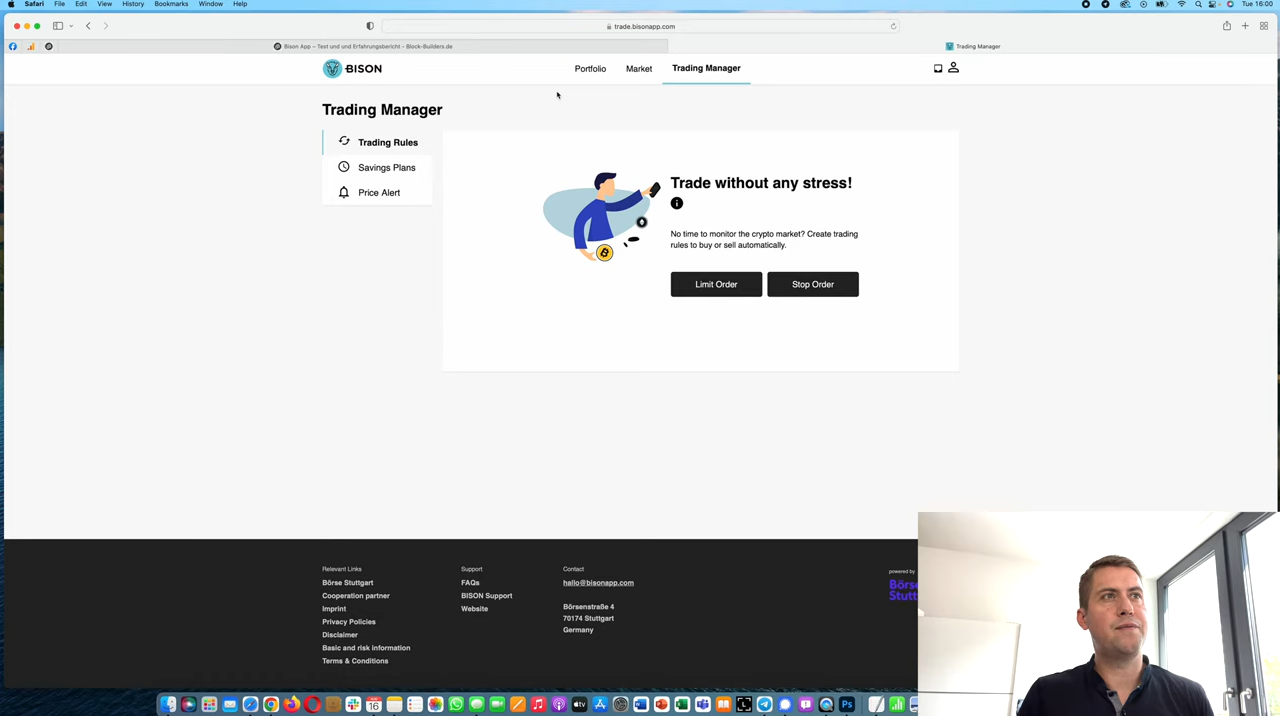 Safari File Edit View History Bookmarks Window Help
Tue 16:00
trade.bisonapp.com
Bison App – Test und und Erfahrungsbericht - Block-Builders.de
Trading Manager
BISON
Portfolio Market Trading Manager
Trading Manager
Trading Rules
Savings Plans
Price Alert
Trade without any stress!
No time to monitor the crypto market? Create trading
rules to buy or sell automatically.
Limit Order Stop Order
Relevant Links
Börse Stuttgart
Cooperation partner
Imprint
Privacy Policies
Disclaimer
Basic and risk information
Terms & Conditions
Support
FAQs
BISON Support
Website
Contact
hallo@bisonapp.com
Börsenstraße 4
70174 Stuttgart
Germany
powered by
Börse
Stutt
16